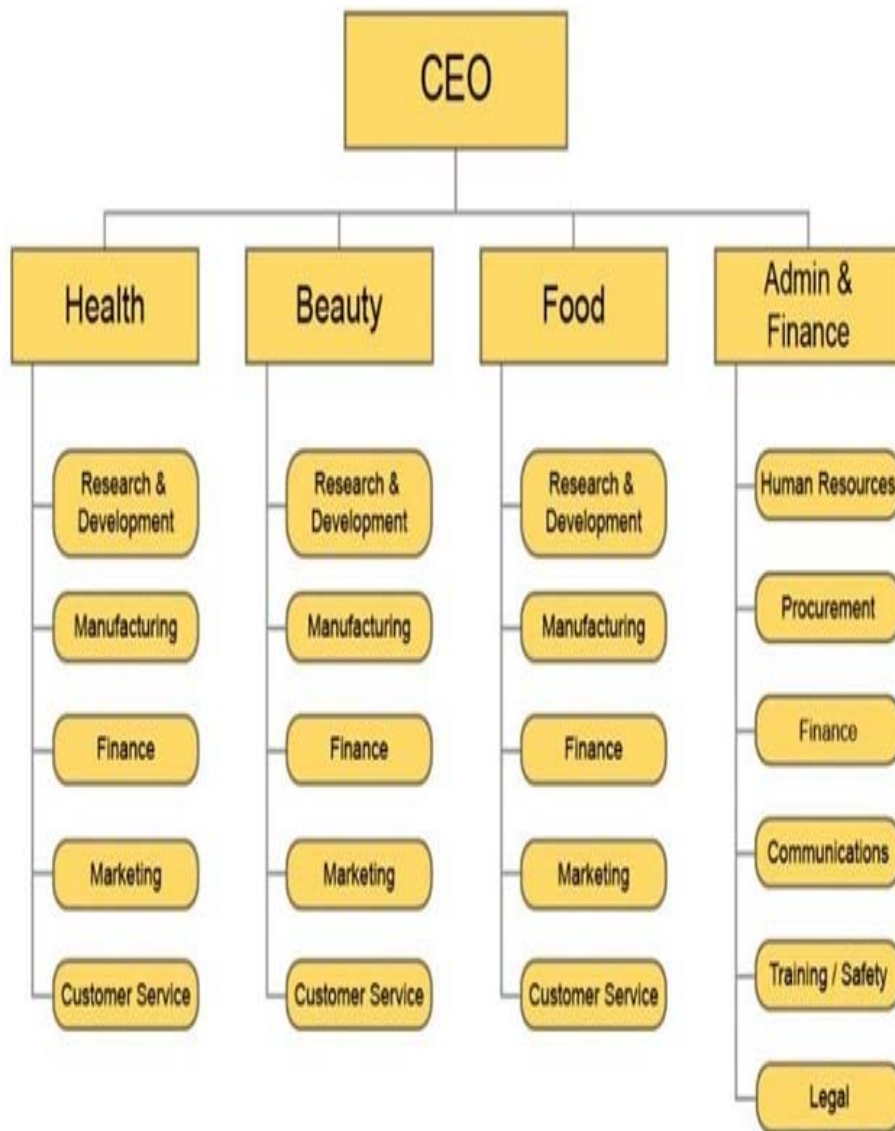 CEO
Health
Beauty
Food
Admin &
Finance
Research &
Development
Manufacturing
Finance
Marketing
Customer Service
Research &
Development
Manufacturing
Finance
Marketing
Customer Service
Research &
Development
Manufacturing
Finance
Marketing
Customer Service
Human Resources
Procurement
Finance
Communications
Training / Safety
Legal